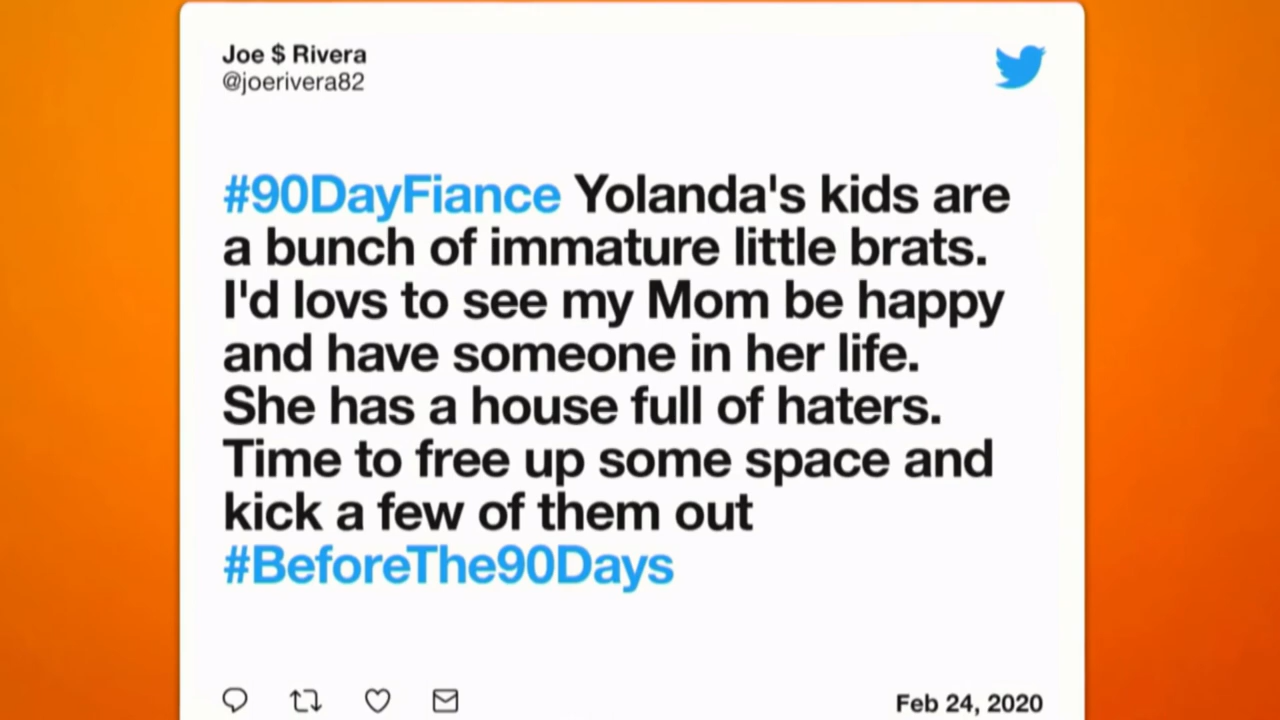 Joe $ Rivera
@joerivera82
#90DayFiance Yolanda's kids are
a bunch of immature little brats.
I'd lovs to see my Mom be happy
and have someone in her life.
She has a house full of haters.
Time to free up some space and
kick a few of them out
#BeforeThe90Days
Feb 24, 2020